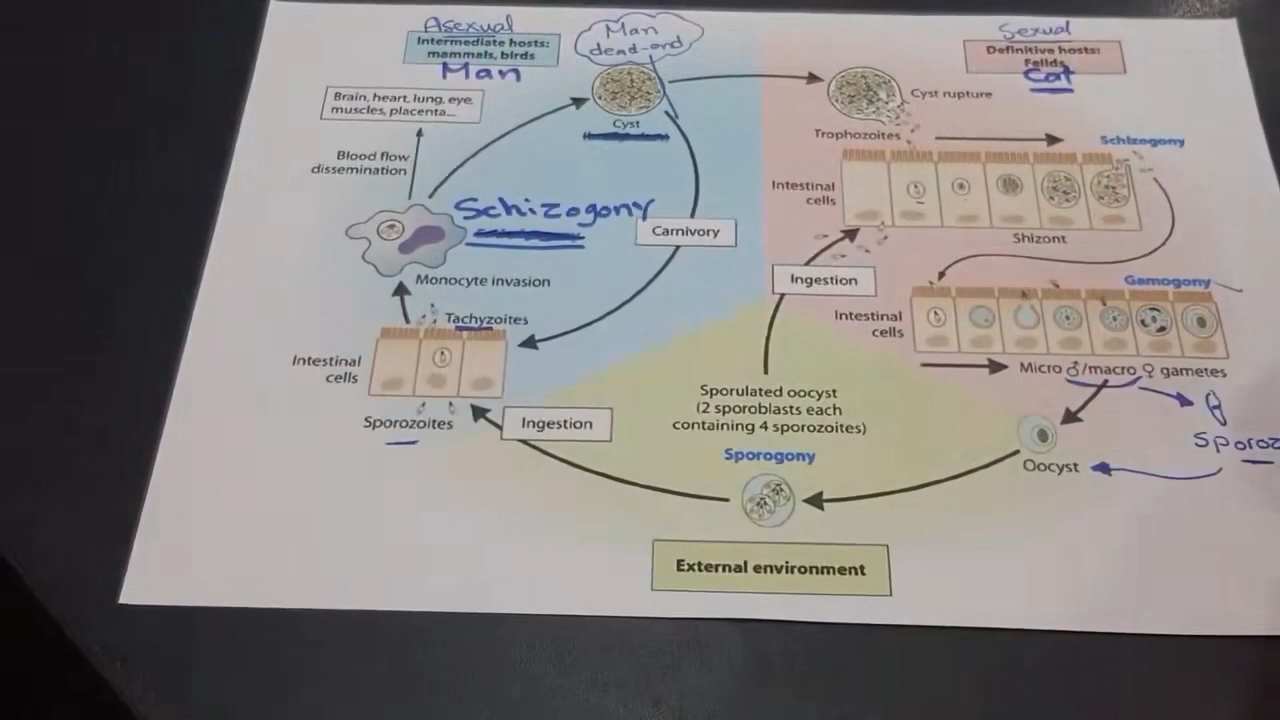 Asexual
Intermediate hosts:
mammals, birds
Man
Man
dead-end
Sexual
Definitive hosts:
Felids
Cat
Brain, heart, lung, eye,
muscles, placenta...
Cyst
Cyst rupture
Trophozoites
Schizogony
Blood flow
dissemination
Intestinal
cells
Schizogony
Carnivory
Shizont
Monocyte invasion
Ingestion
Gamogony
Tachyzoites
Intestinal
cells
Intestinal
cells
Micro ♂/macro ♀ gametes
Sporulated oocyst
(2 sporoblasts each
containing 4 sporozoites)
Sporozoites
Ingestion
Sporoz
Sporogony
Oocyst
External environment